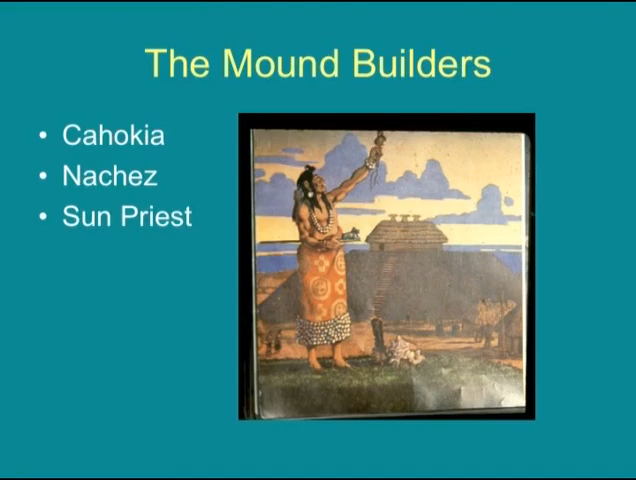 The Mound Builders
• Cahokia
• Nachez
• Sun Priest